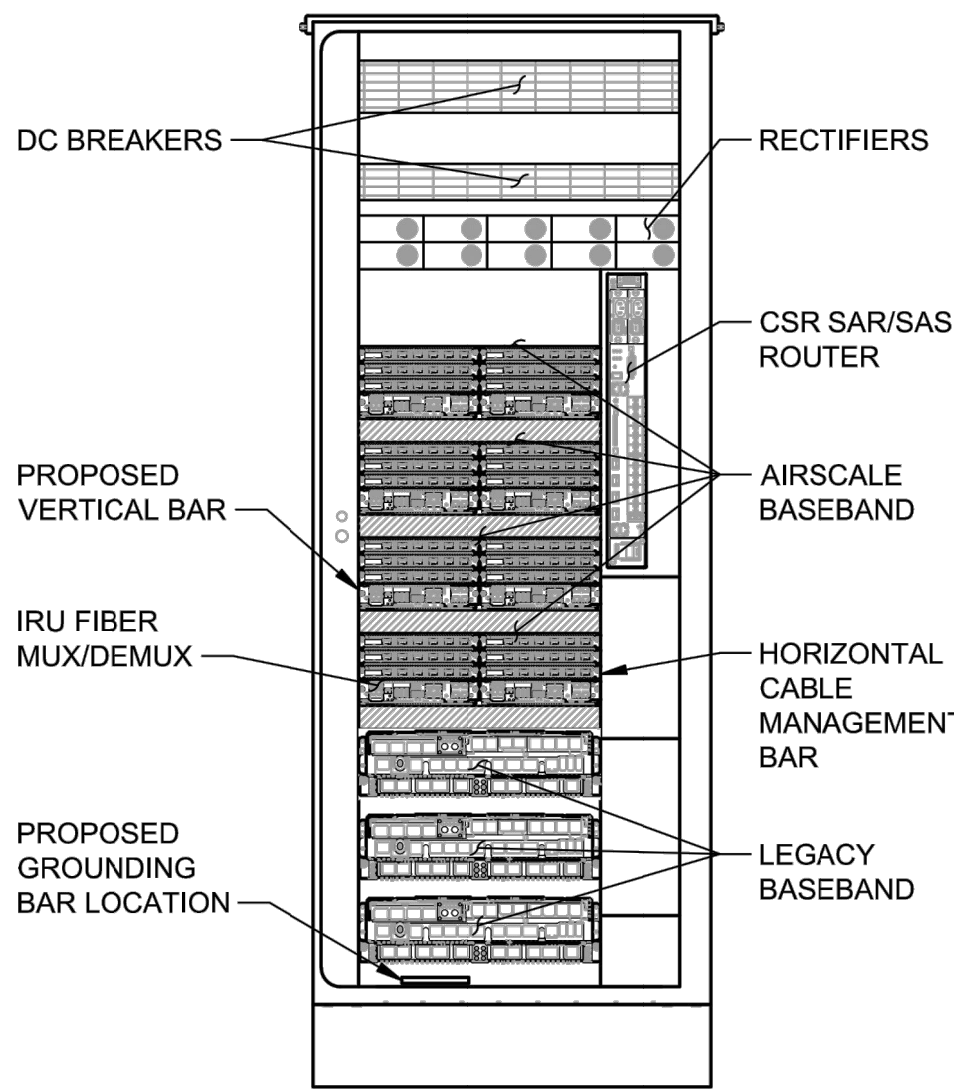 DC BREAKERS
RECTIFIERS
CSR SAR/SAS
ROUTER
PROPOSED
VERTICAL BAR
AIRSCALE
BASEBAND
IRU FIBER
MUX/DEMUX
HORIZONTAL
CABLE
MANAGEMENT
BAR
PROPOSED
GROUNDING
BAR LOCATION
LEGACY
BASEBAND